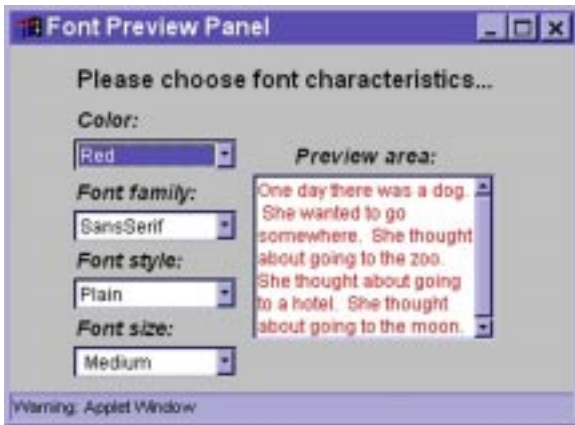 Font Preview Panel
Please choose font characteristics...
Color:
Red
Font family:
SansSerif
Font style:
Plain
Font size:
Medium
Preview area:
One day there was a dog.
She wanted to go
somewhere. She thought
about going to the zoo.
She thought about going
to a hotel. She thought
about going to the moon.
Warning: Applet Window